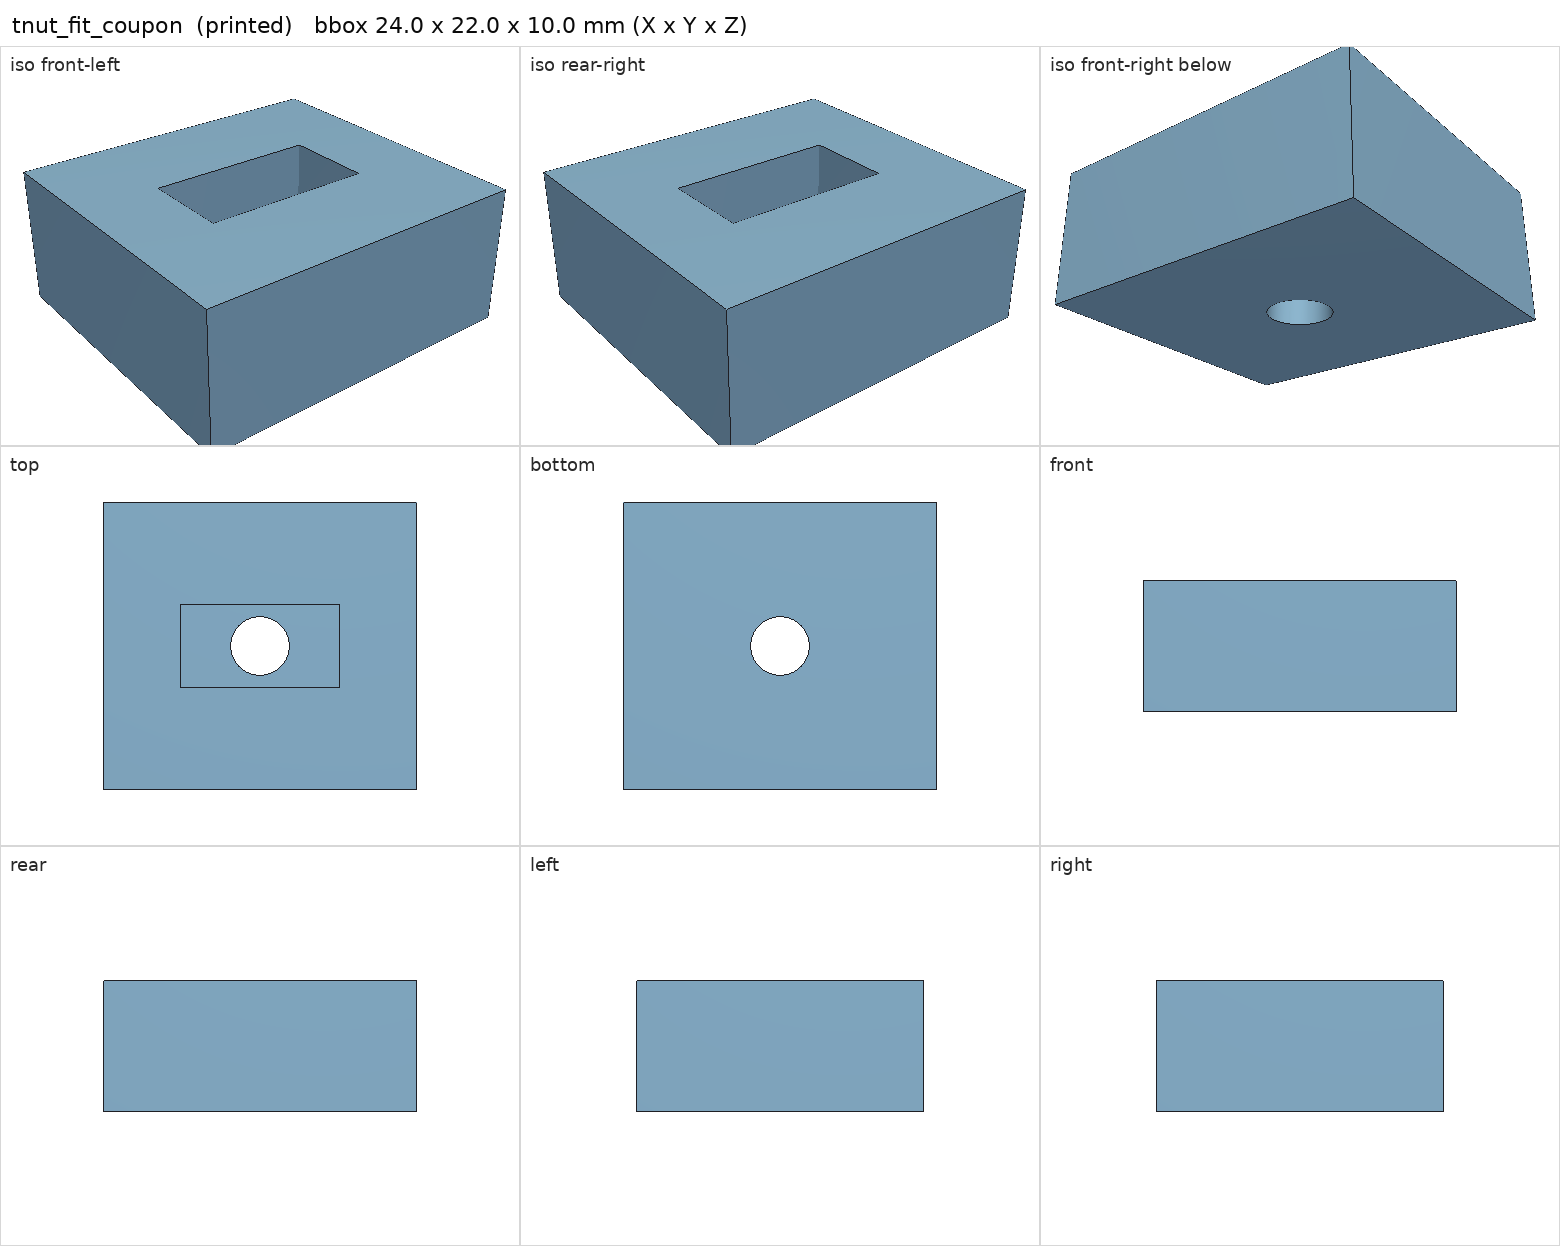 tnut_fit_coupon  (printed)   bbox 24.0 x 22.0 x 10.0 mm (X x Y x Z)
iso front-left
iso rear-right
iso front-right below
top
bottom
front
rear
left
right